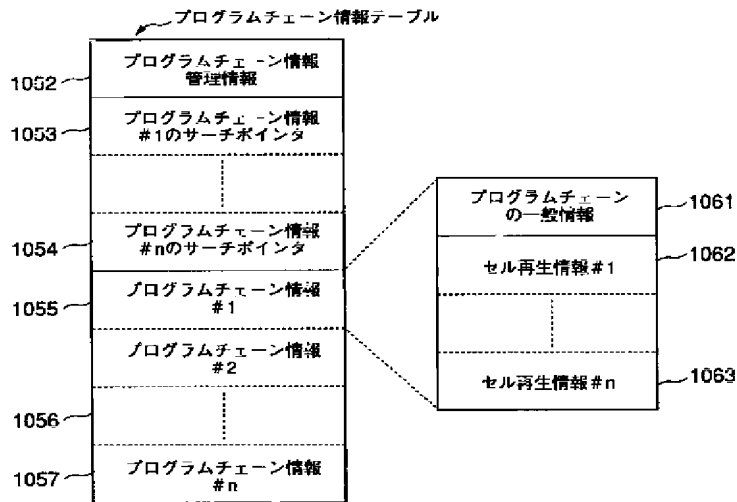 プログラムチェーン情報テーブル
1052
プログラムチェーン情報
管理情報
1053
プログラムチェーン情報
#1のサーチポインタ
1054
プログラムチェーン情報
#nのサーチポインタ
1055
プログラムチェーン情報
#1
プログラムチェーン情報
#2
1056
1057
プログラムチェーン情報
#n
プログラムチェーン
の一般情報
1061
セル再生情報#1
1062
セル再生情報#n
1063